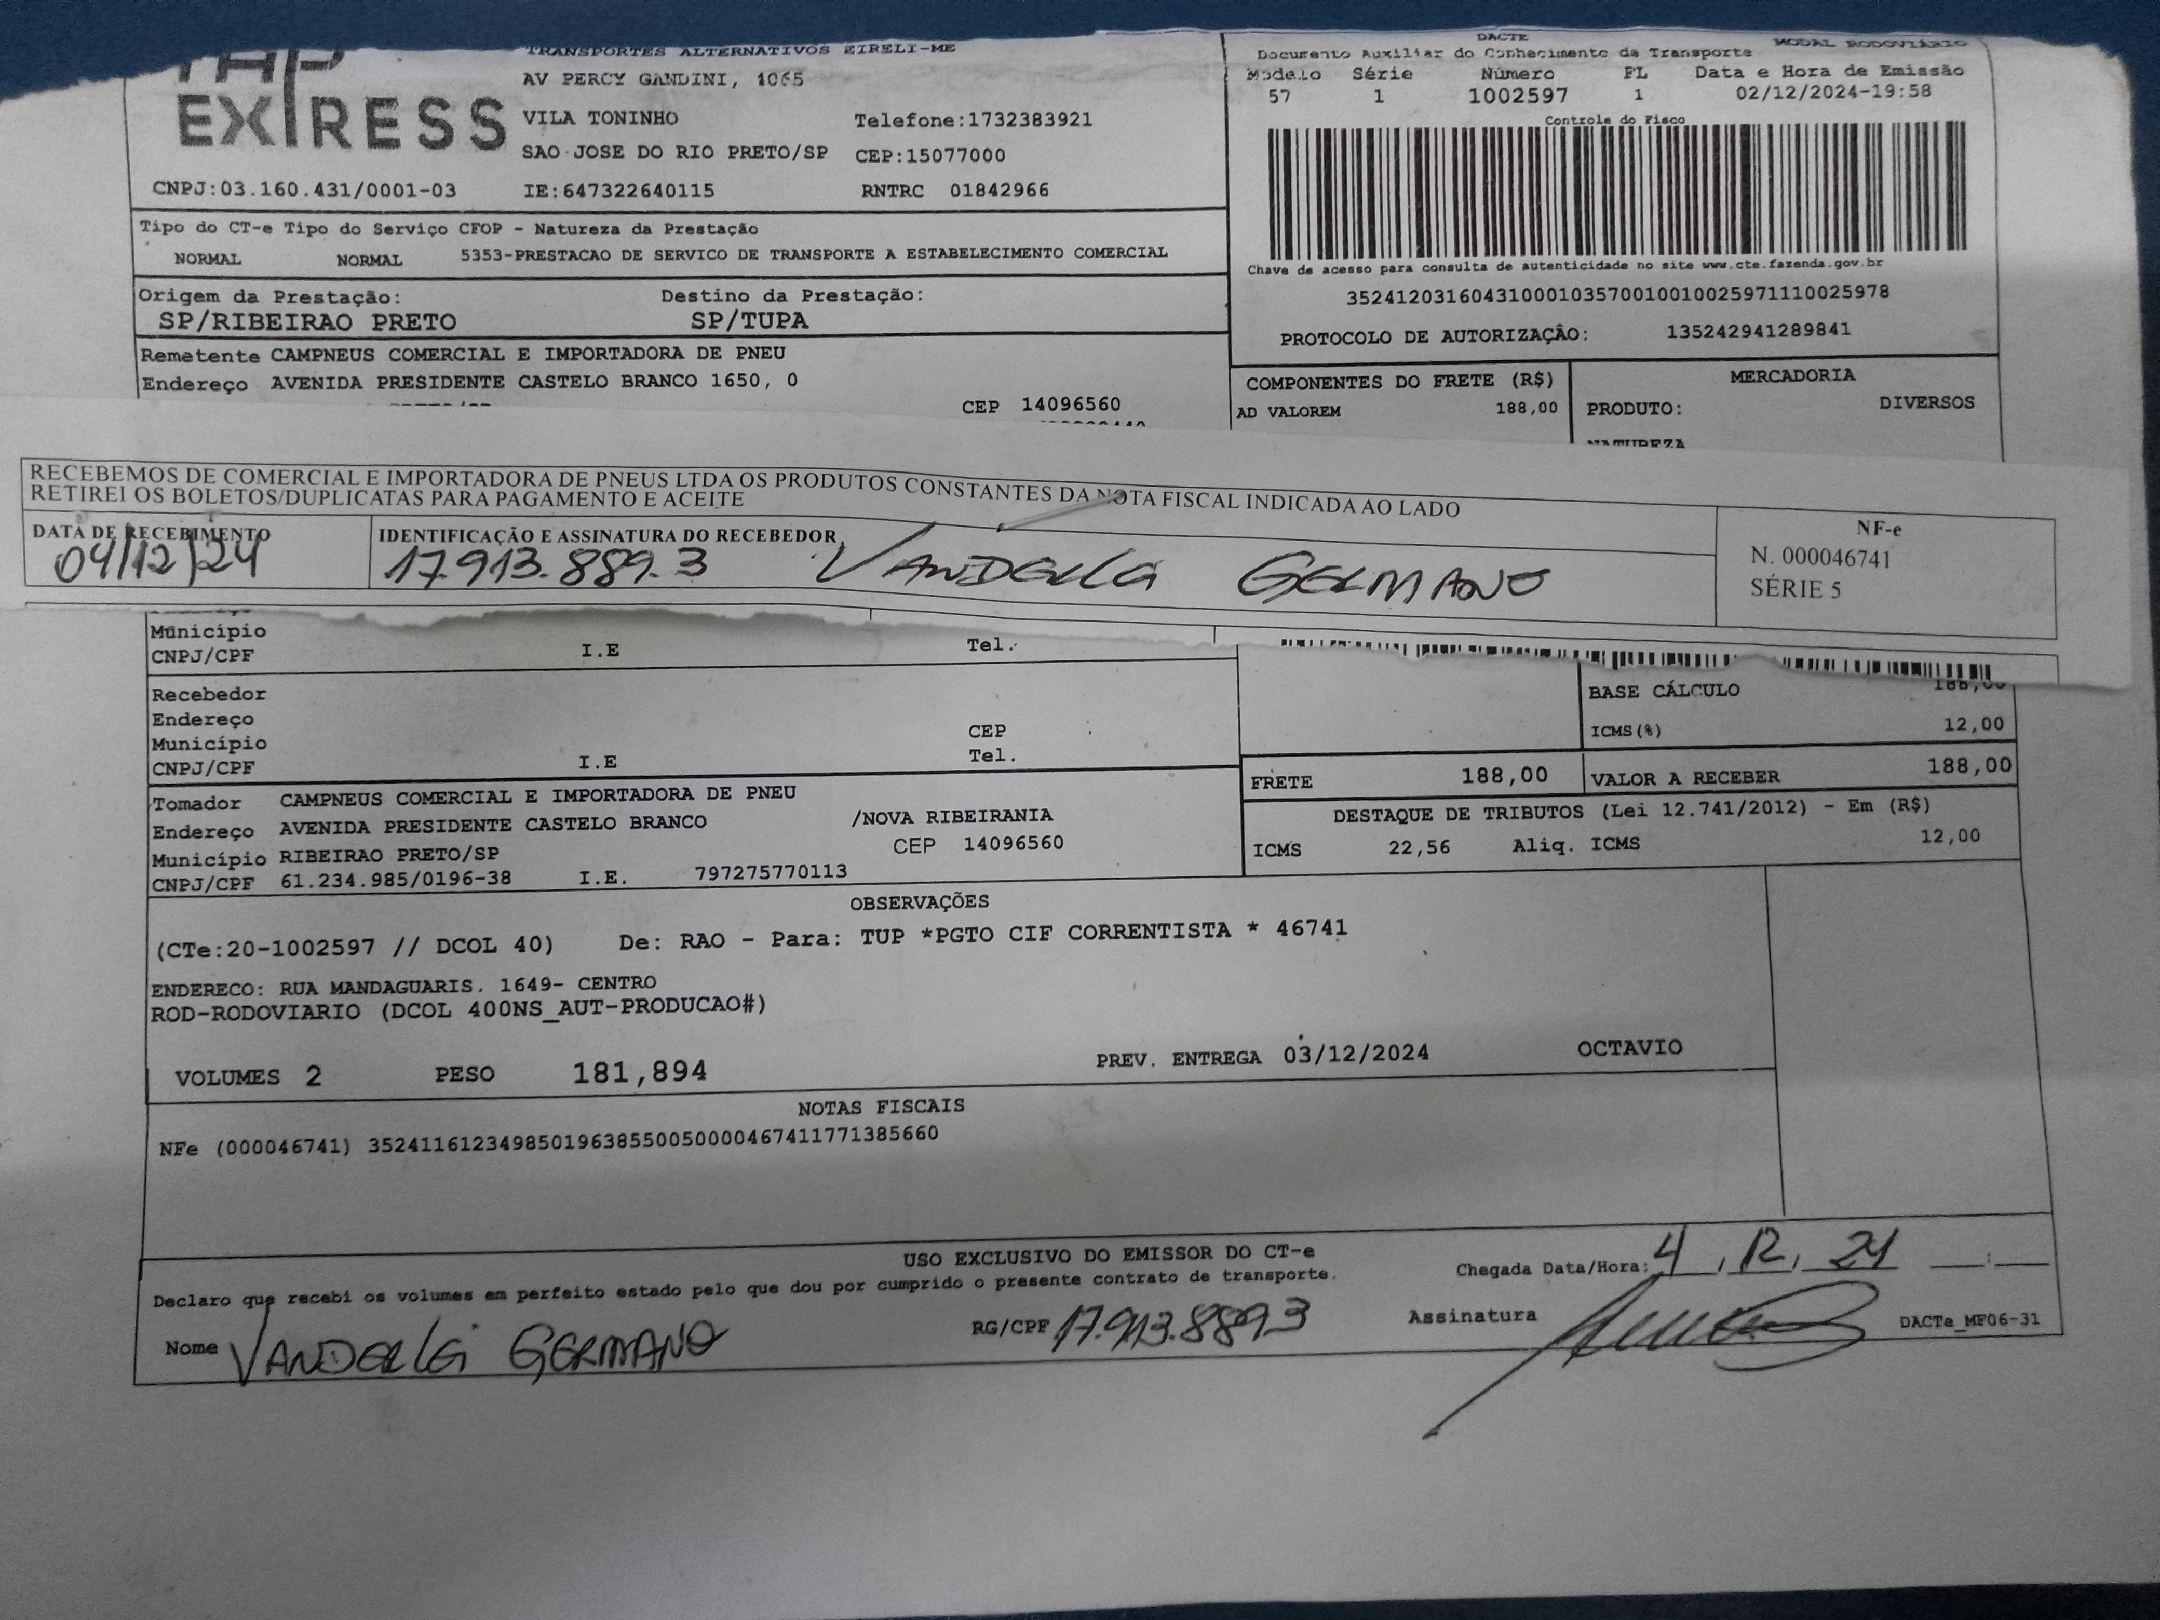 EXPRESS
TRANSPORTES ALTERNATIVOS EIRELI-ME
AV PERCY GANDINI, 1065
VILA TONINHO Telefone:1732383921
SAO JOSE DO RIO PRETO/SP CEP:15077000
CNPJ:03.160.431/0001-03 IE:647322640115 RNTRC 01842966
DACTE MODAL RODOVIÁRIO
Documento Auxiliar do Conhecimento de Transporte
Modelo Série Número FL Data e Hora de Emissão
57 1 1002597 1 02/12/2024-19:58
Controle do Fisco
Chave de acesso para consulta de autenticidade no site www.cte.fazenda.gov.br
35241203160431000103570010010025971110025978
PROTOCOLO DE AUTORIZAÇÃO: 135242941289841
Tipo do CT-e Tipo do Serviço CFOP - Natureza da Prestação
NORMAL NORMAL 5353-PRESTACAO DE SERVICO DE TRANSPORTE A ESTABELECIMENTO COMERCIAL
Origem da Prestação: Destino da Prestação:
SP/RIBEIRAO PRETO SP/TUPA
Remetente CAMPNEUS COMERCIAL E IMPORTADORA DE PNEU
Endereço AVENIDA PRESIDENTE CASTELO BRANCO 1650, 0
CEP 14096560
COMPONENTES DO FRETE (R$) MERCADORIA
AD VALOREM 188,00 PRODUTO: DIVERSOS
NATUREZA
RECEBEMOS DE COMERCIAL E IMPORTADORA DE PNEUS LTDA OS PRODUTOS CONSTANTES DA NOTA FISCAL INDICADA AO LADO
RETIREI OS BOLETOS/DUPLICATAS PARA PAGAMENTO E ACEITE
DATA DE RECEBIMENTO IDENTIFICAÇÃO E ASSINATURA DO RECEBEDOR
04/12/24 17.913.889.3 VANDERLEI GERMANO
NF-e
N. 000046741
SÉRIE 5
Município
CNPJ/CPF I.E Tel.
Recebedor
Endereço
Município CEP
CNPJ/CPF I.E Tel.
BASE CÁLCULO 188,00
ICMS(%) 12,00
FRETE 188,00 VALOR A RECEBER 188,00
Tomador CAMPNEUS COMERCIAL E IMPORTADORA DE PNEU
Endereço AVENIDA PRESIDENTE CASTELO BRANCO /NOVA RIBEIRANIA
Município RIBEIRAO PRETO/SP CEP 14096560
CNPJ/CPF 61.234.985/0196-38 I.E. 797275770113
DESTAQUE DE TRIBUTOS (Lei 12.741/2012) - Em (R$)
ICMS 22,56 Aliq. ICMS 12,00
OBSERVAÇÕES
(CTe:20-1002597 // DCOL 40) De: RAO - Para: TUP *PGTO CIF CORRENTISTA * 46741
ENDERECO: RUA MANDAGUARIS. 1649- CENTRO
ROD-RODOVIARIO (DCOL 400NS_AUT-PRODUCAO#)
VOLUMES 2 PESO 181,894 PREV. ENTREGA 03/12/2024 OCTAVIO
NOTAS FISCAIS
NFe (000046741) 35241161234985019638550050000467411771385660
USO EXCLUSIVO DO EMISSOR DO CT-e
Declaro que recebi os volumes em perfeito estado pelo que dou por cumprido o presente contrato de transporte.
Chegada Data/Hora: 4, 12, 24 :
Nome VANDERLEI GERMANO RG/CPF 17.913.889.3 Assinatura DACTe_MF06-31